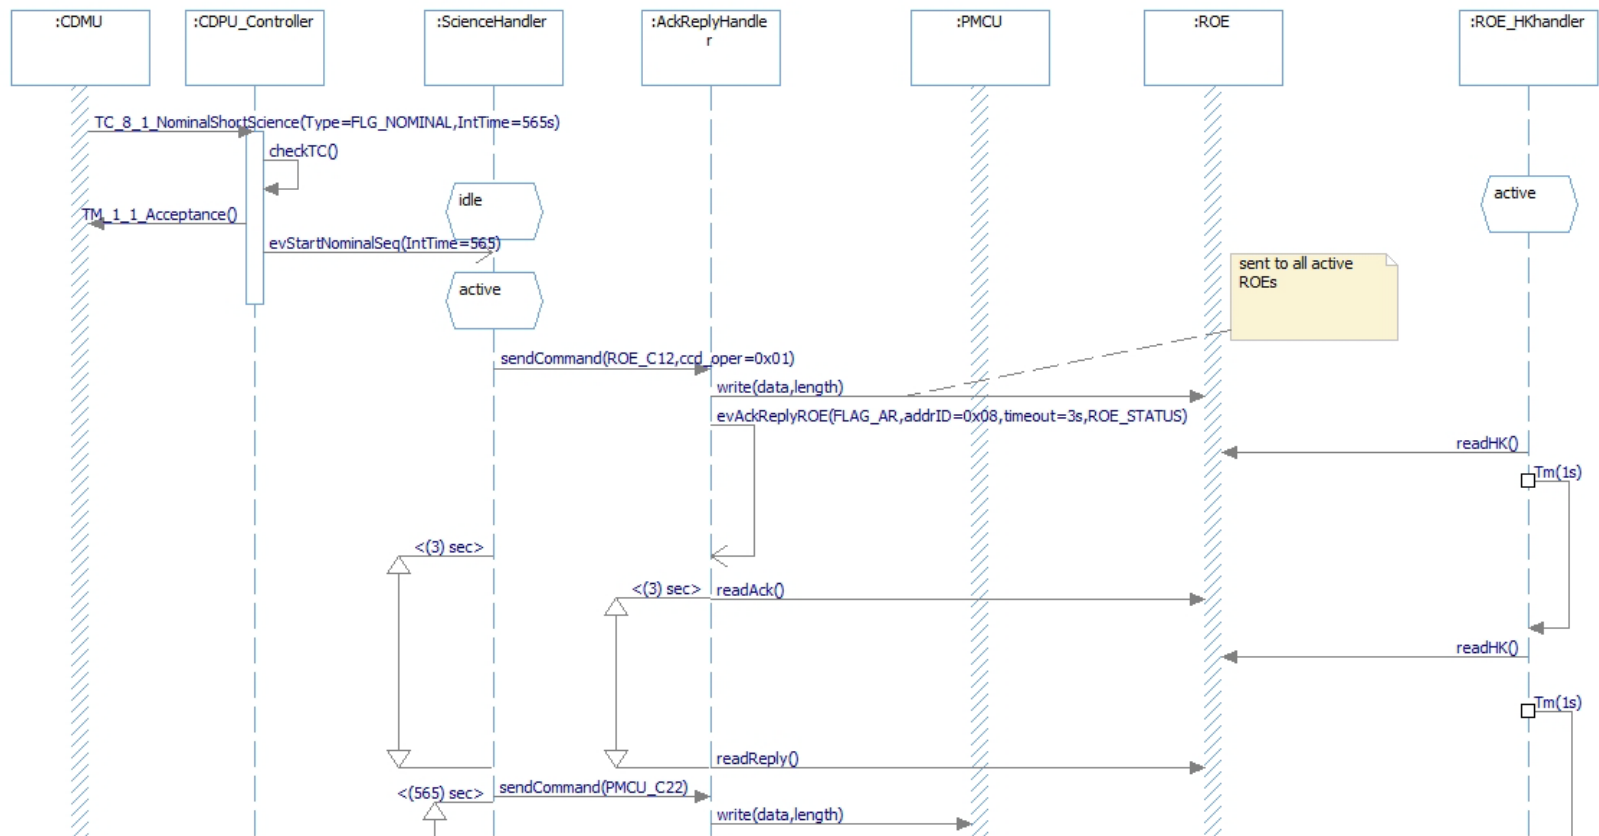 :CDMU
:CDPU_Controller
:ScienceHandler
:AckReplyHandle
r
:PMCU
:ROE
:ROE_HKhandler
TC_8_1_NominalShortScience(Type=FLG_NOMINAL,IntTime=565s)
checkTC()
idle
active
TM_1_1_Acceptance()
evStartNominalSeq(IntTime=565)
sent to all active
ROEs
active
sendCommand(ROE_C12,ccd_oper=0x01)
write(data,length)
evAckReplyROE(FLAG_AR,addrID=0x08,timeout=3s,ROE_STATUS)
readHK()
Tm(1s)
<(3) sec>
<(3) sec>
readAck()
readHK()
Tm(1s)
readReply()
<(565) sec>
sendCommand(PMCU_C22)
write(data,length)